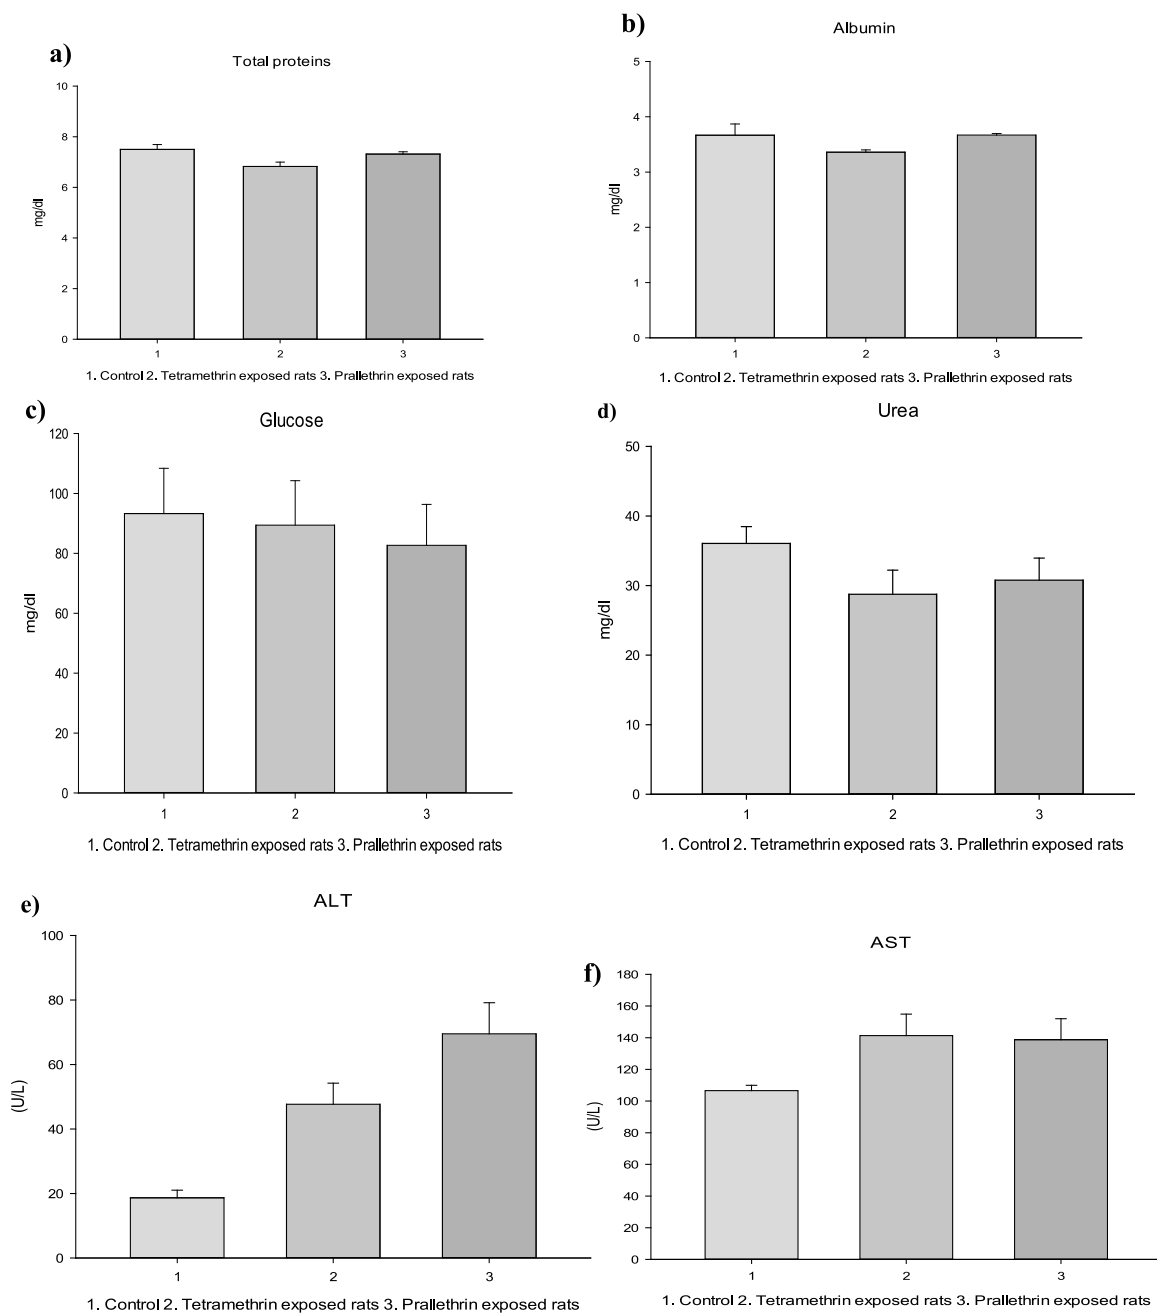 a)
Total proteins
10
8
6
4
2
0
mg/dl
1 2 3
1. Control 2. Tetramethrin exposed rats 3. Prallethrin exposed rats
b)
Albumin
5
4
3
2
1
0
mg/dl
1 2 3
1. Control 2. Tetramethrin exposed rats 3. Prallethrin exposed rats
c)
Glucose
120
100
80
60
40
20
0
mg/dl
1 2 3
1. Control 2. Tetramethrin exposed rats 3. Prallethrin exposed rats
d)
Urea
50
40
30
20
10
0
mg/dl
1 2 3
1. Control 2. Tetramethrin exposed rats 3. Prallethrin exposed rats
e)
ALT
100
80
60
40
20
0
(U/L)
1 2 3
1. Control 2. Tetramethrin exposed rats 3. Prallethrin exposed rats
f)
AST
180
160
140
120
100
80
60
40
20
0
(U/L)
1 2 3
1. Control 2. Tetramethrin exposed rats 3. Prallethrin exposed rats